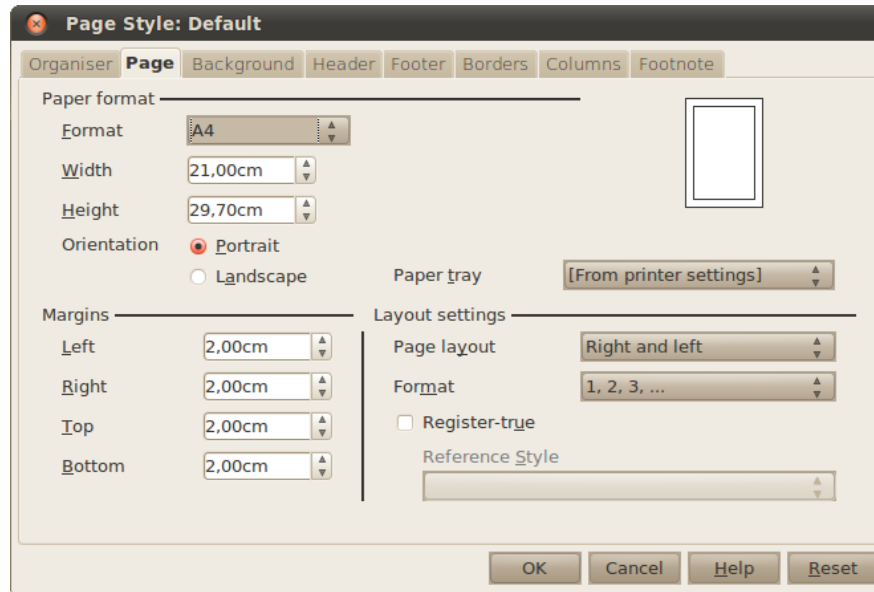 Page Style: Default
Organiser Page Background Header Footer Borders Columns Footnote
Paper format
Format A4
Width 21,00cm
Height 29,70cm
Orientation Portrait
Landscape Paper tray [From printer settings]
Margins Layout settings
Left 2,00cm Page layout Right and left
Right 2,00cm Format 1, 2, 3, ...
Top 2,00cm Register-true
Reference Style
Bottom 2,00cm
OK Cancel Help Reset